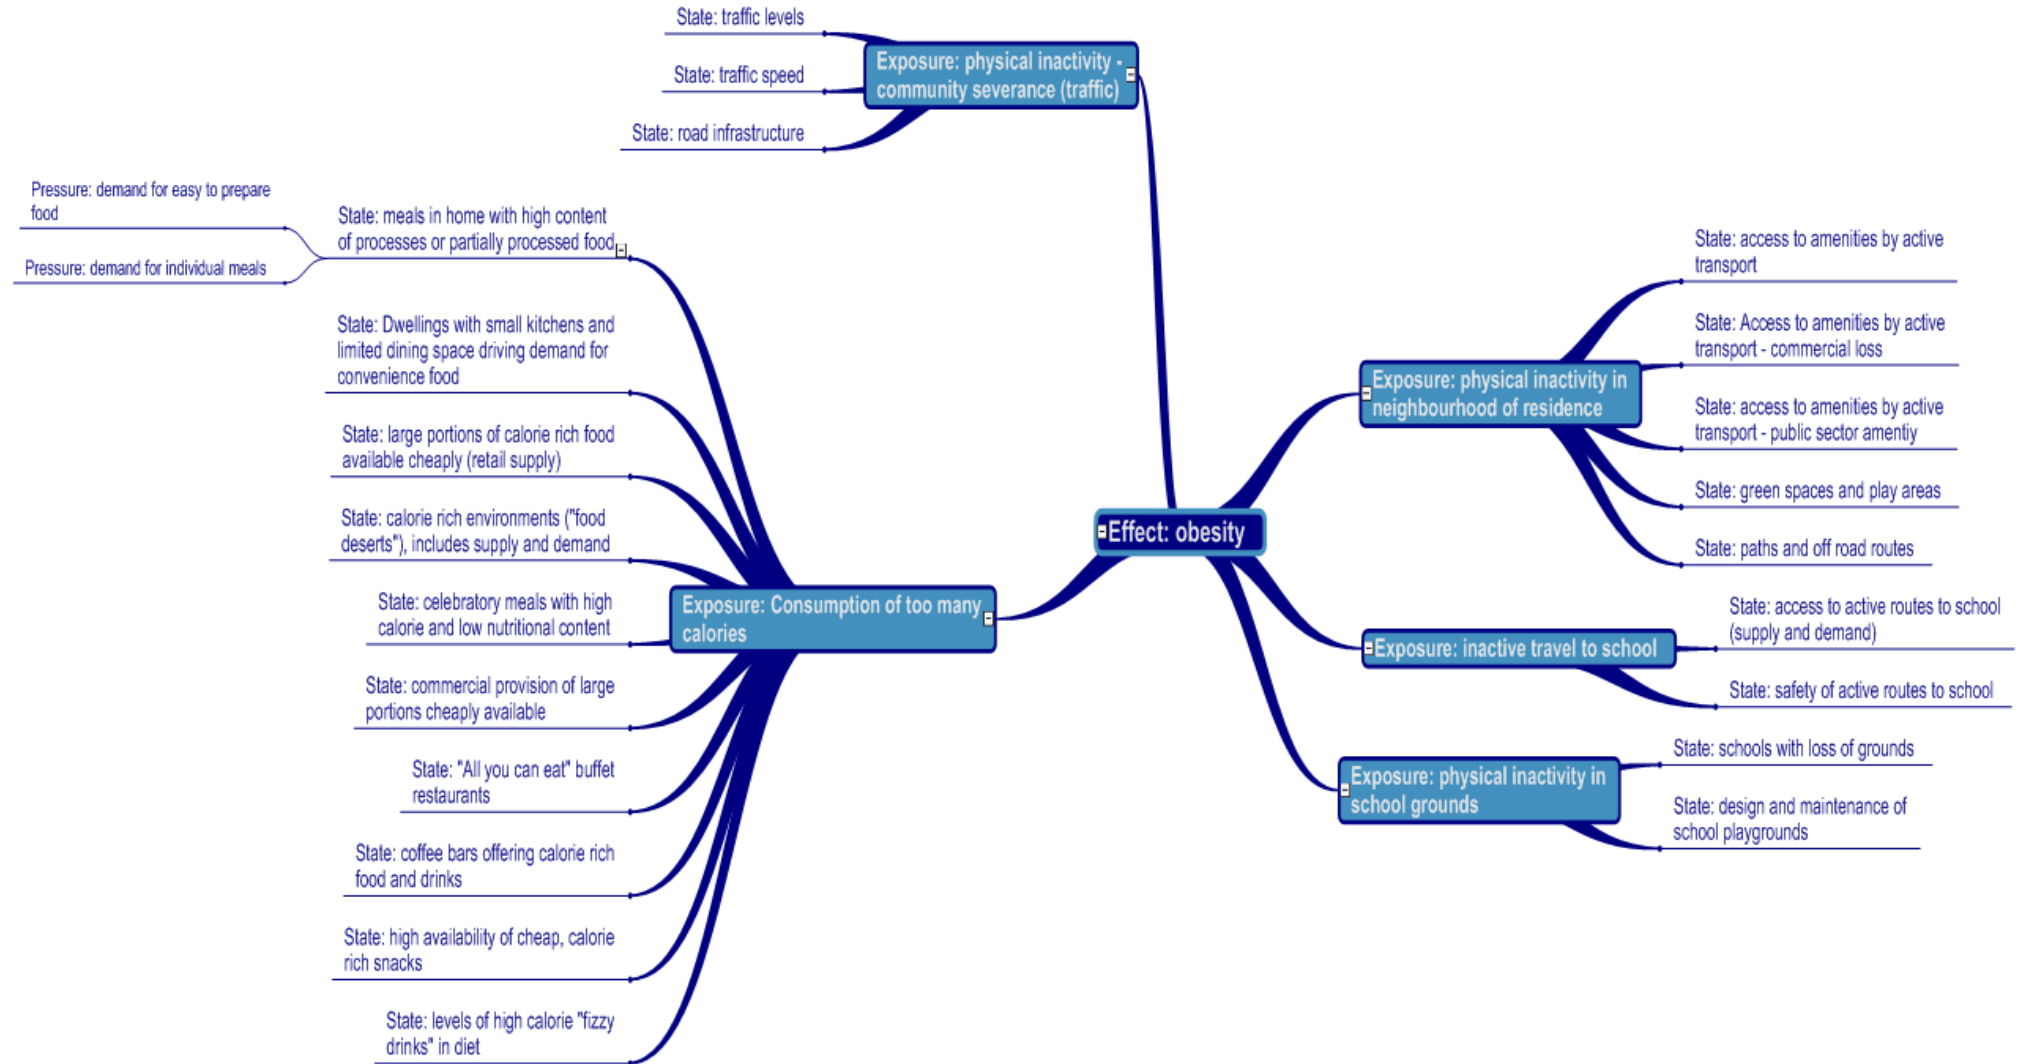 State: traffic levels
State: traffic speed
State: road infrastructure
Exposure: physical inactivity -
community severance (traffic)
Pressure: demand for easy to prepare
food
Pressure: demand for individual meals
State: meals in home with high content
of processes or partially processed food
State: Dwellings with small kitchens and
limited dining space driving demand for
convenience food
State: large portions of calorie rich food
available cheaply (retail supply)
State: calorie rich environments ("food
deserts"), includes supply and demand
State: celebratory meals with high
calorie and low nutritional content
State: commercial provision of large
portions cheaply available
State: "All you can eat" buffet
restaurants
State: coffee bars offering calorie rich
food and drinks
State: high availability of cheap, calorie
rich snacks
State: levels of high calorie "fizzy
drinks" in diet
Exposure: Consumption of too many
calories
Effect: obesity
Exposure: physical inactivity in
neighbourhood of residence
State: access to amenities by active
transport
State: Access to amenities by active
transport - commercial loss
State: access to amenities by active
transport - public sector amentiy
State: green spaces and play areas
State: paths and off road routes
Exposure: inactive travel to school
State: access to active routes to school
(supply and demand)
State: safety of active routes to school
Exposure: physical inactivity in
school grounds
State: schools with loss of grounds
State: design and maintenance of
school playgrounds